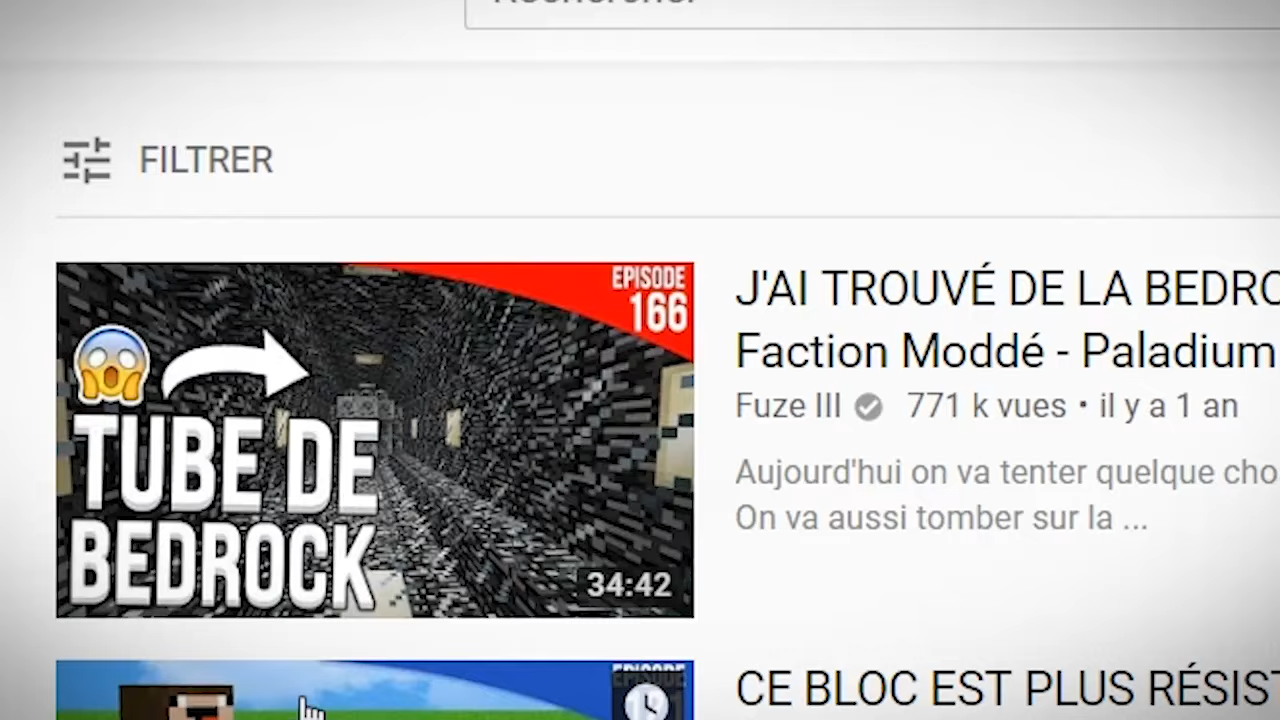 FILTRER
EPISODE
166
TUBE DE
BEDROCK
34:42
J'AI TROUVÉ DE LA BEDRO
Faction Moddé - Paladium
Fuze III 771 k vues • il y a 1 an
Aujourd'hui on va tenter quelque cho
On va aussi tomber sur la ...
EPISODE
CE BLOC EST PLUS RÉSIST